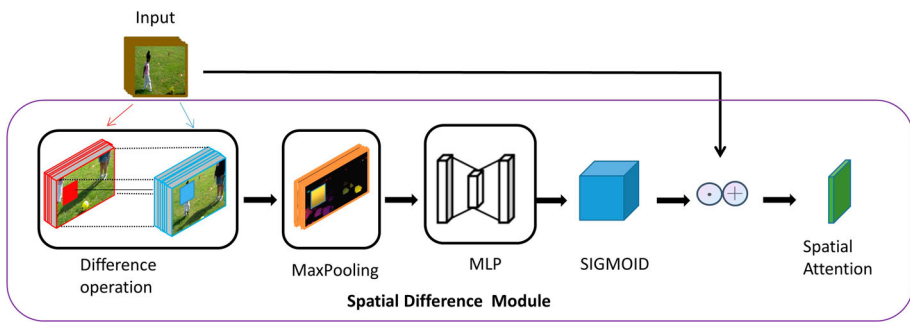 Input
Difference
operation
MaxPooling
MLP
SIGMOID
Spatial
Attention
Spatial Difference Module